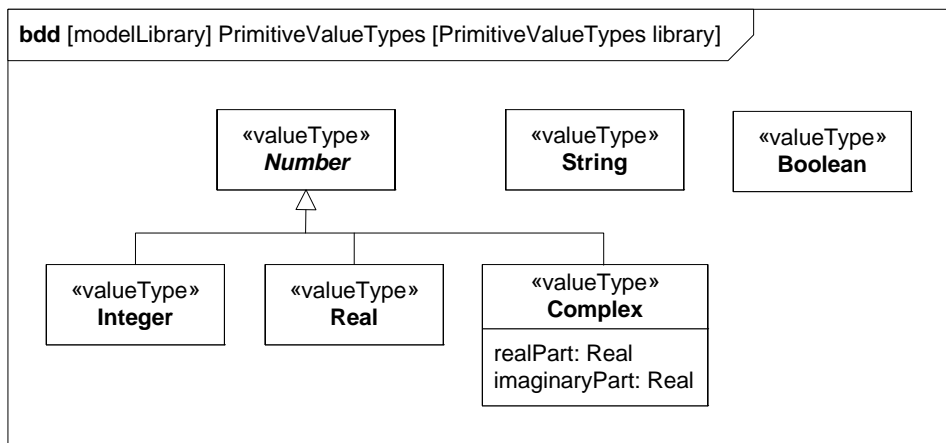 bdd [modelLibrary] PrimitiveValueTypes [PrimitiveValueTypes library]
«valueType»
Number
«valueType»
String
«valueType»
Boolean
«valueType»
Integer
«valueType»
Real
«valueType»
Complex
realPart: Real
imaginaryPart: Real